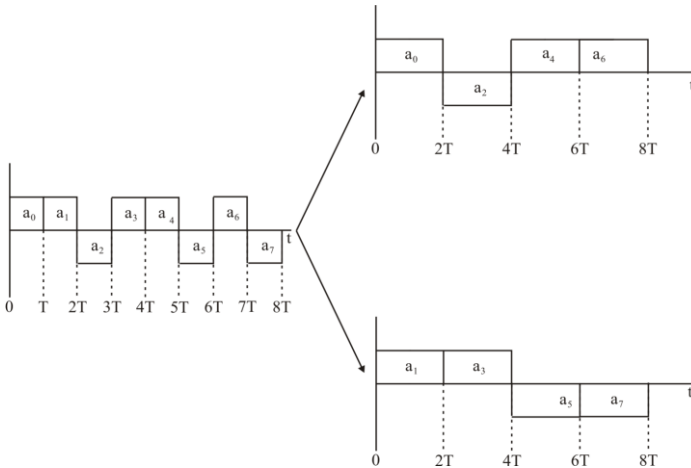 a₀ a₄ a₆
a₂ t
0 2T 4T 6T 8T
a₀ a₁ a₃ a₄ a₆
a₂ a₅ a₇ t
0 T 2T 3T 4T 5T 6T 7T 8T
a₁ a₃
a₅ a₇ t
0 2T 4T 6T 8T